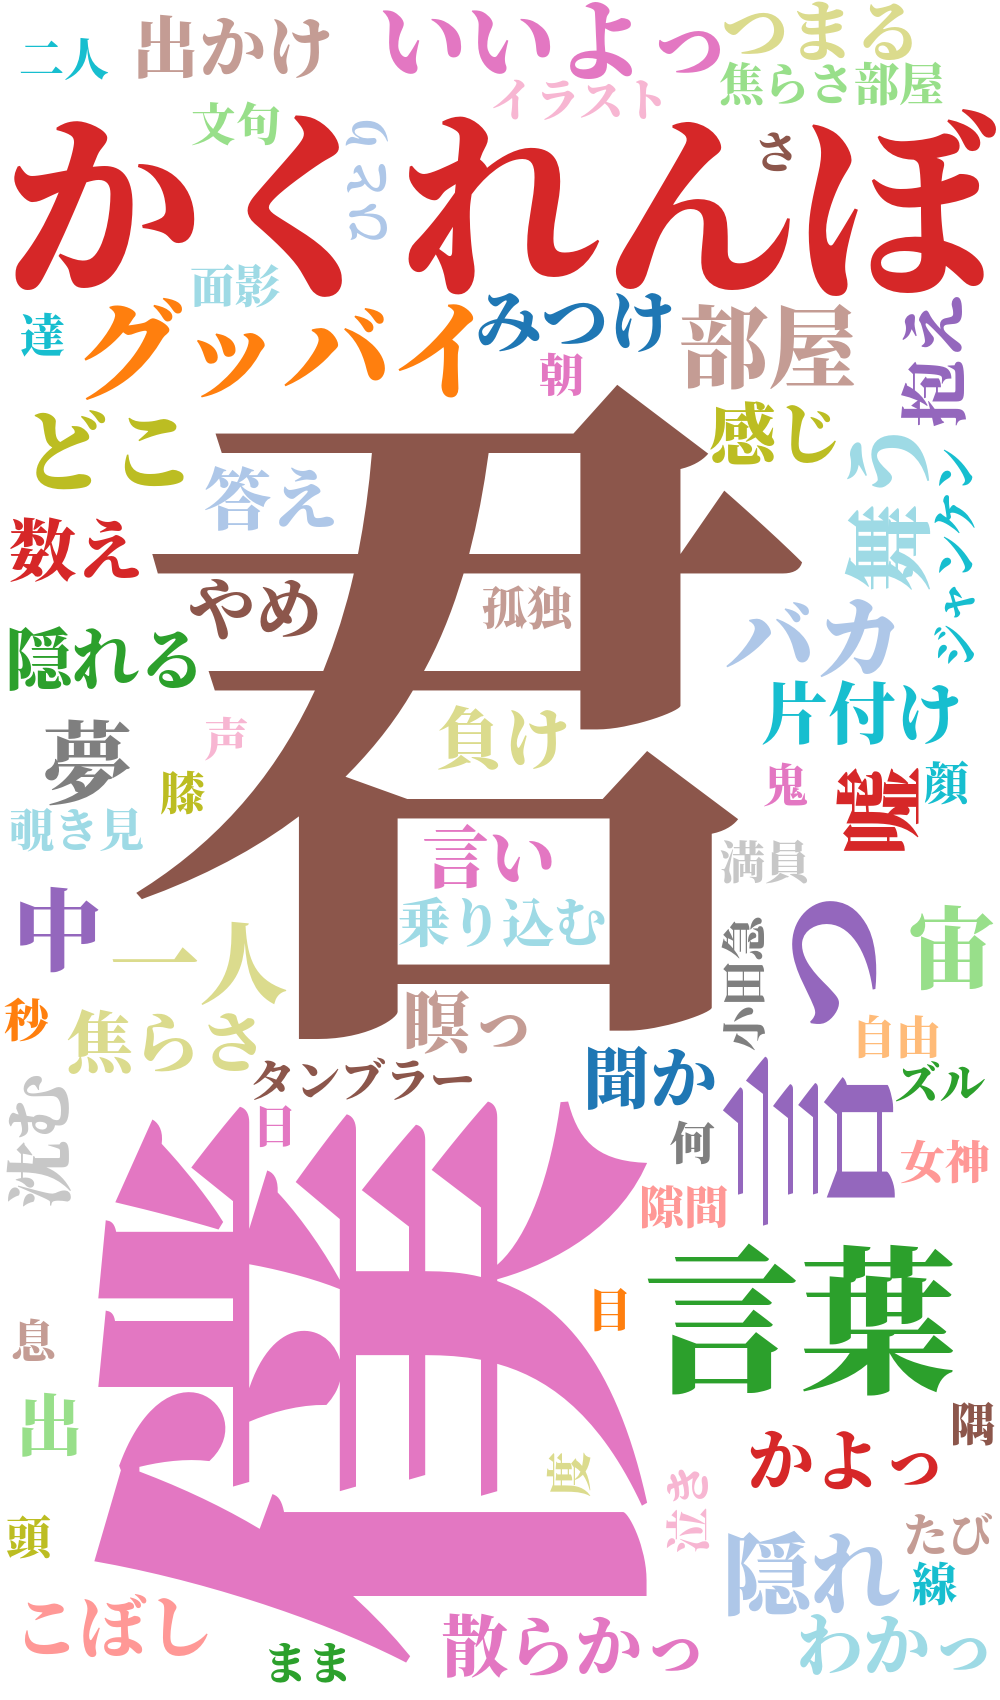 二人
出かけ
いいよっ
つまる
焦らさ部屋
イラスト
文句
かくれんぼ
さ
面影
達
グッバイ
みつけ
朝
部屋
抱え
どこ
感じ
答え
舞う
ジャンケン
数え
君
やめ
孤独
バカ
隠れる
片付け
夢
声
負け
膝
鬼
嘘
顔
覗き見
言い
満員
中
一人
乗り込む
小田急
言っ
宙
秒
焦らさ
瞑っ
自由
タンブラー
聞か
ズル
沈む
日
何
女神
隙間
僕
言葉
目
息
出
隅
かよっ
度
泣き
頭
隠れ
たび
線
こぼし
まま
散らかっ
わかっ